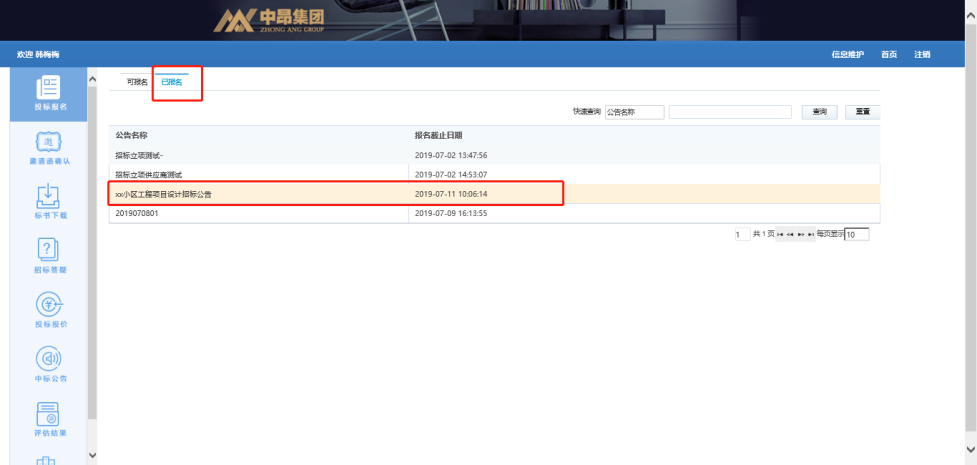 中昂集团
ZHONG ANG GROUP
欢迎 韩梅梅
信息维护 首页 注销
可报名 已报名
投标报名
快速查询 公告名称 查询 重置
公告名称 报名截止日期
招标立项测试- 2019-07-02 13:47:56
邀
邀请函确认
招标立项供应商测试 2019-07-02 14:53:07
xx小区工程项目设计招标公告 2019-07-11 10:06:14
2019070801 2019-07-09 16:13:55
标书下载
1 共 1 页 每页显示 10
招标答疑
投标报价
中标公告
评估结果